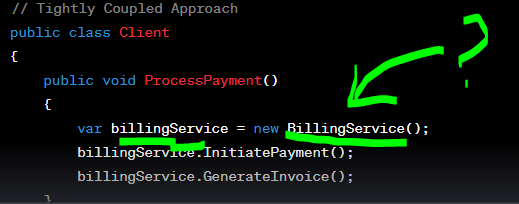 // Tightly Coupled Approach
public class Client
{
public void ProcessPayment()
{
var billingService = new BillingService();
billingService.InitiatePayment();
billingService.GenerateInvoice();
}
?